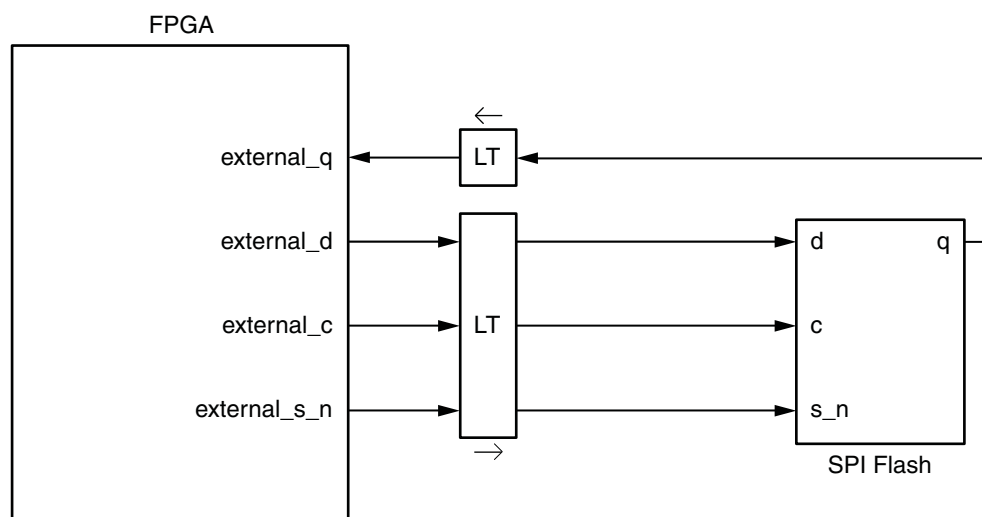 FPGA
←
external_q
LT
external_d
d
q
external_c
LT
c
external_s_n
s_n
→
SPI Flash